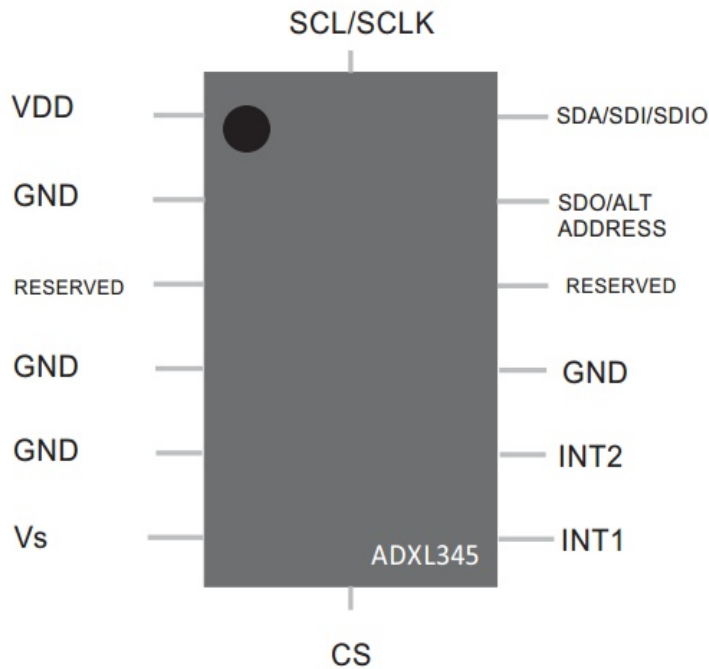 SCL/SCLK
VDD
SDA/SDI/SDIO
GND
SDO/ALT
ADDRESS
RESERVED
RESERVED
GND
GND
GND
INT2
Vs
INT1
ADXL345
CS